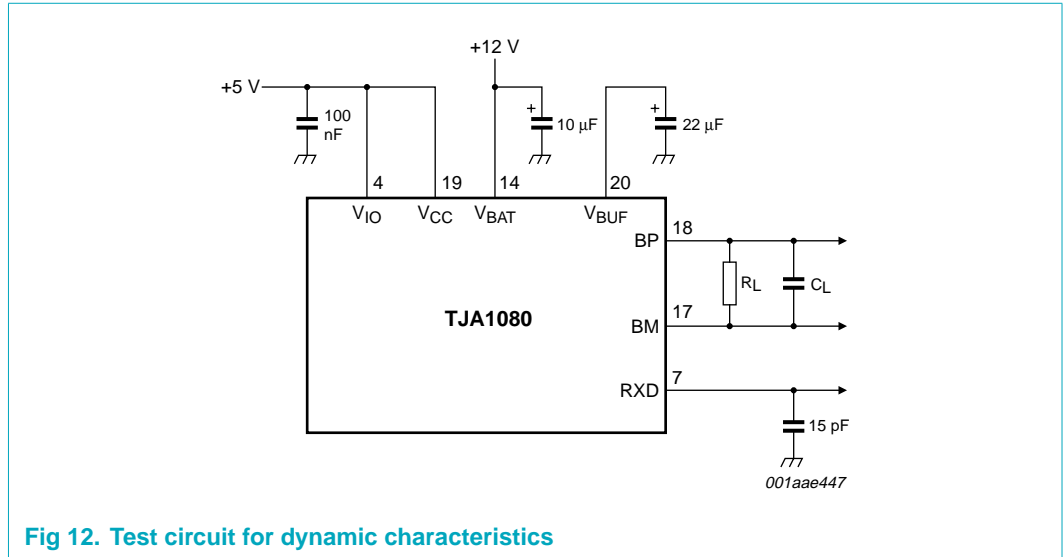 +12 V
+5 V
100 nF
+
10 μF
+
22 μF
4
19
14
20
VIO
VCC
VBAT
VBUF
BP
18
RL
CL
TJA1080
BM
17
RXD
7
15 pF
001aae447
Fig 12. Test circuit for dynamic characteristics